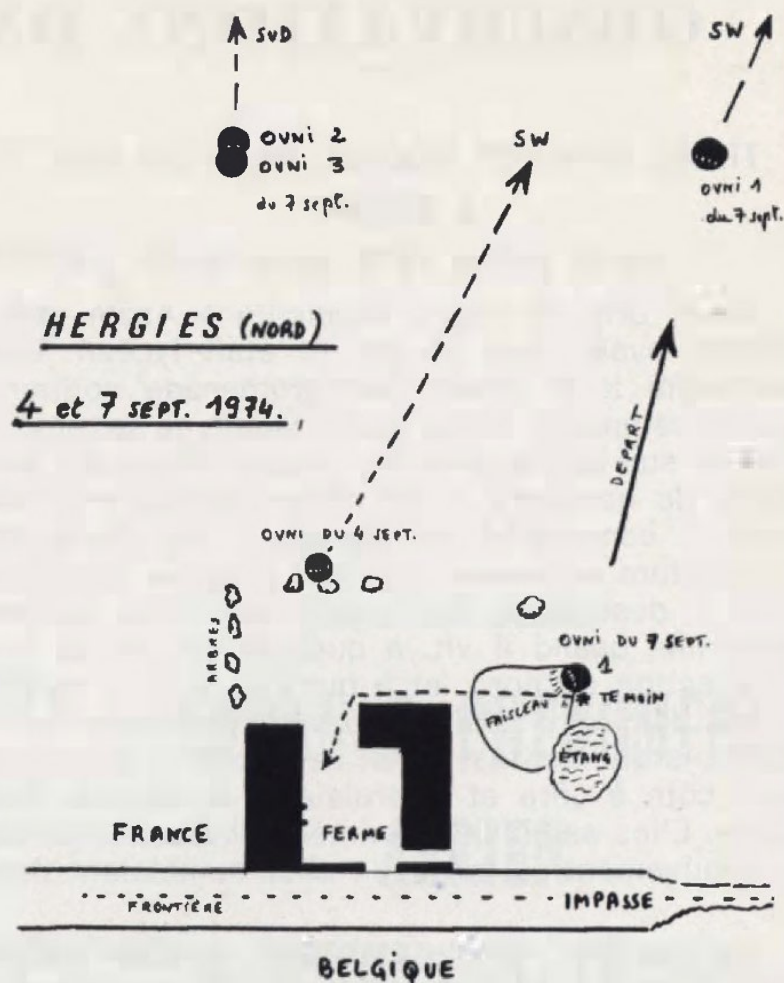 SUD
SW
OVNI 2
OVNI 3
du 7 sept.
SW
OVNI 1
du 7 sept.
HERGIES (NORD)
4 et 7 SEPT. 1974.
DEPART
OVNI DU 4 SEPT.
ARBRES
OVNI DU 7 SEPT.
1
TEMOIN
FAISCEAU
ETANG
FRANCE
FERME
FRONTIÈRE
IMPASSE
BELGIQUE